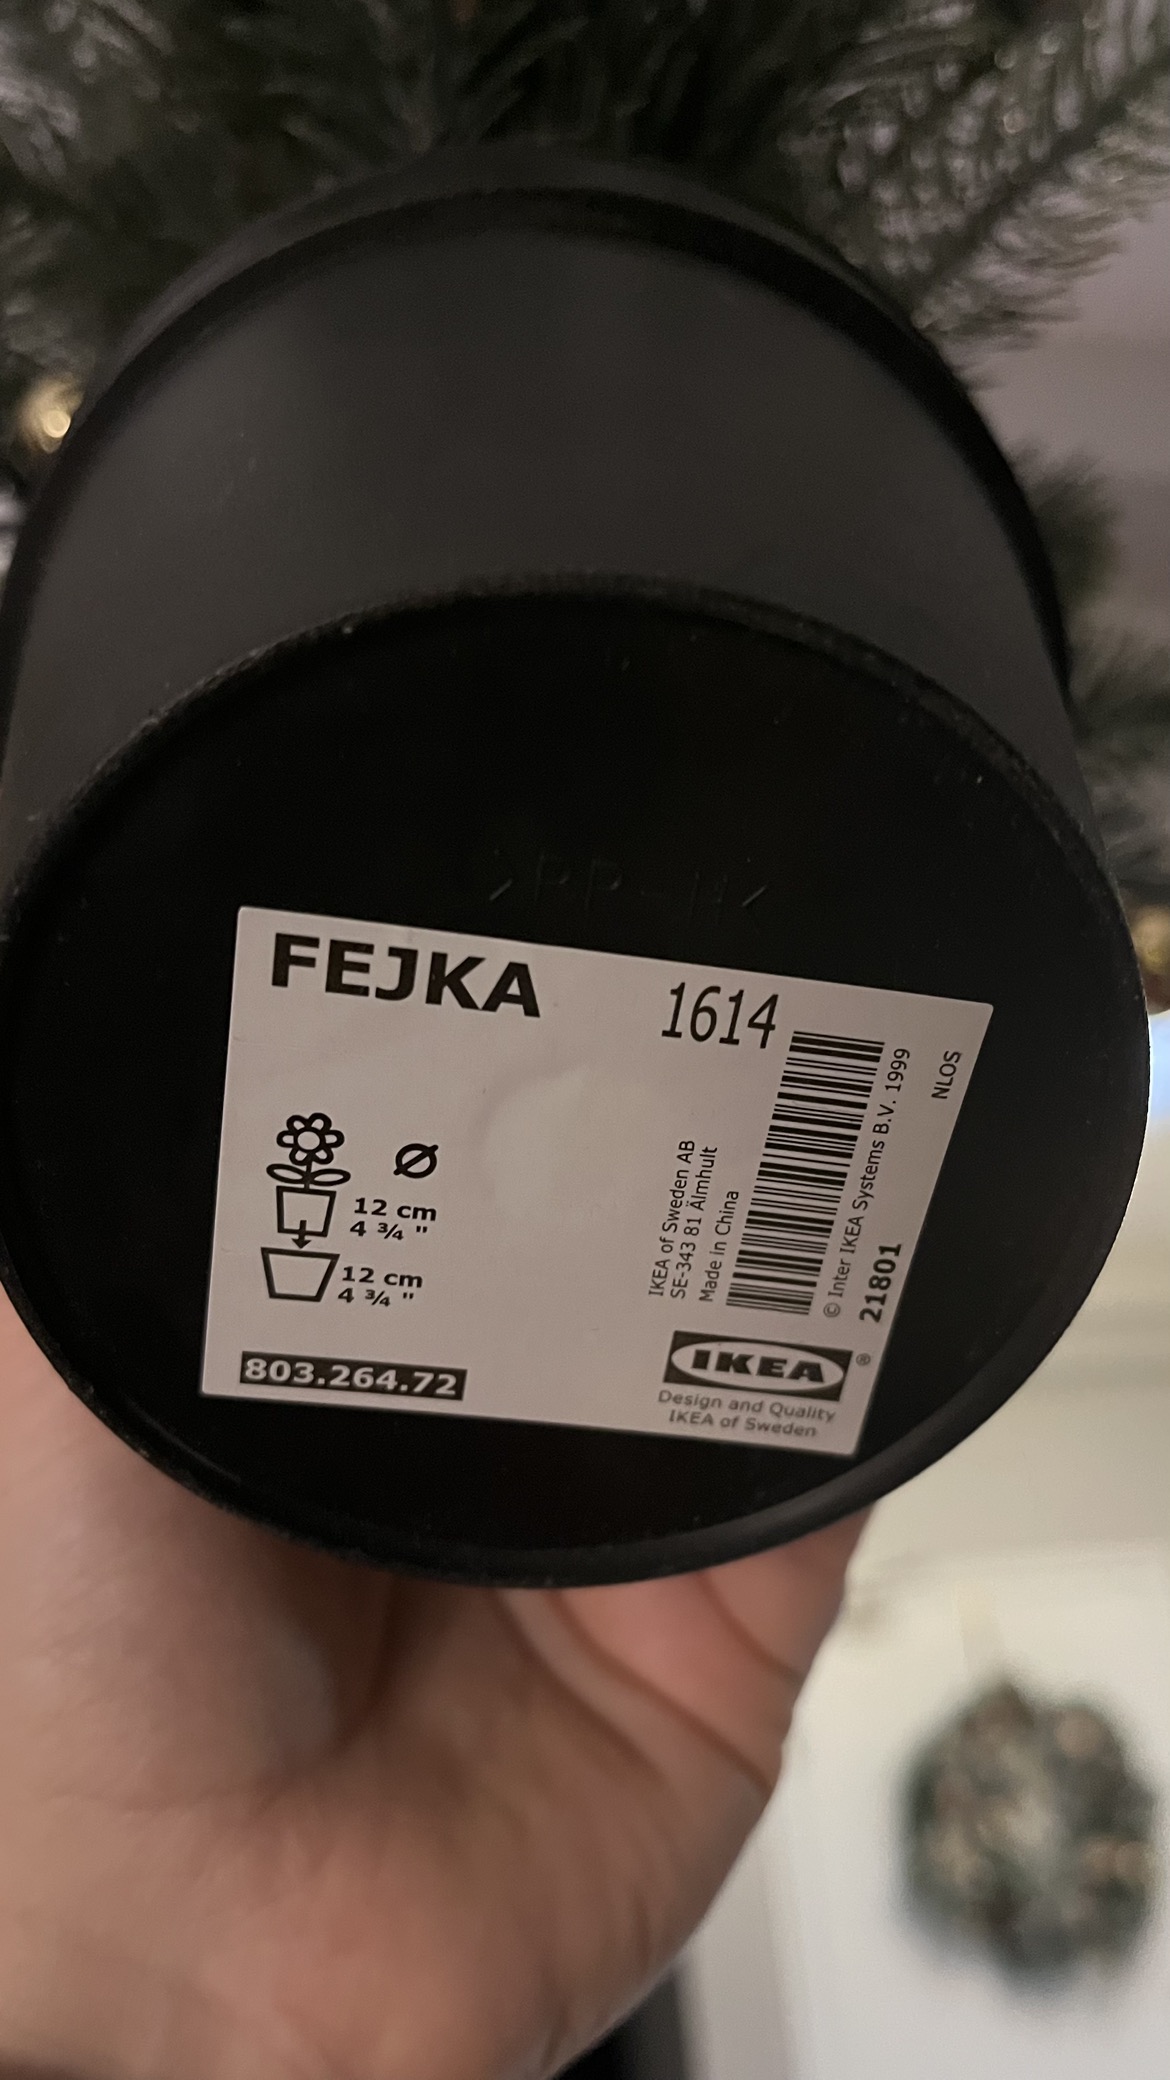 >PP-H<
FEJKA
1614
Ø
12 cm
4 ¾ "
12 cm
4 ¾ "
803.264.72
IKEA of Sweden AB
SE-343 81 Älmhult
Made in China
© Inter IKEA Systems B.V. 1999
21801
NLOS
IKEA ®
Design and Quality
IKEA of Sweden